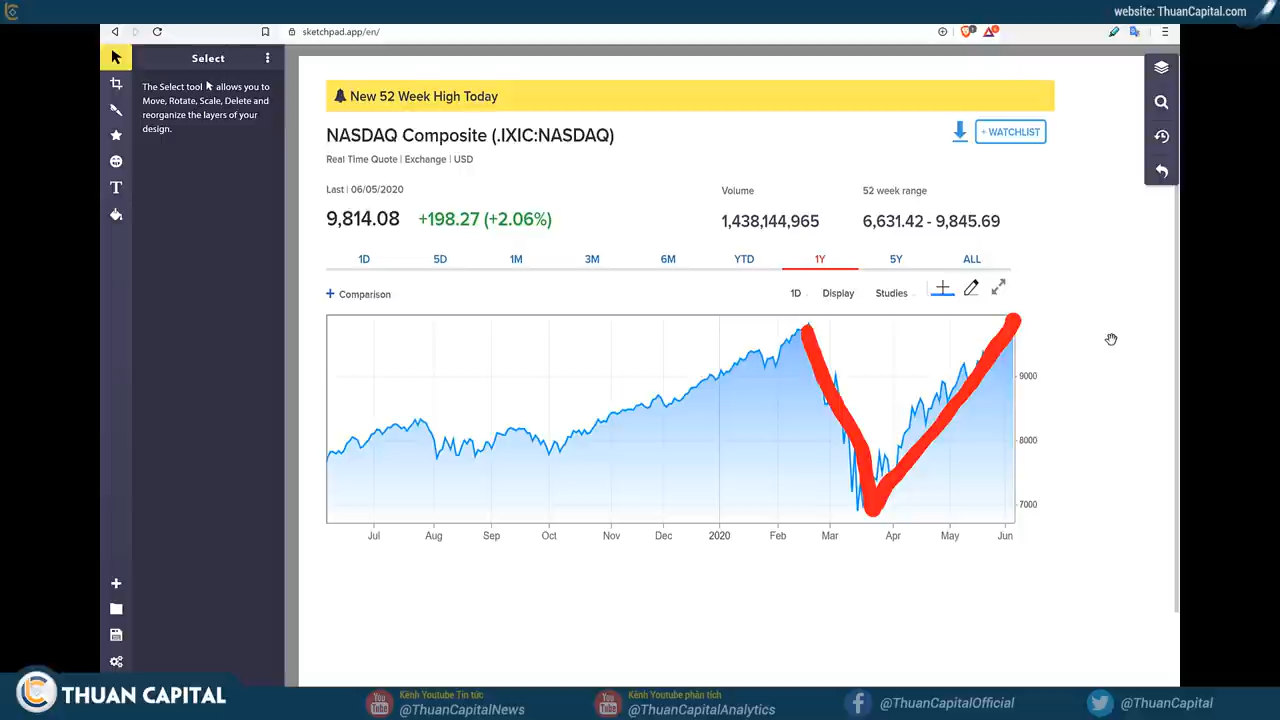 website: ThuanCapital.com
sketchpad.app/en/
Select
The Select tool allows you to
Move, Rotate, Scale, Delete and
reorganize the layers of your
design.
New 52 Week High Today
NASDAQ Composite (.IXIC:NASDAQ)
+ WATCHLIST
Real Time Quote | Exchange | USD
Last | 06/05/2020
Volume
52 week range
9,814.08 +198.27 (+2.06%)
1,438,144,965
6,631.42 - 9,845.69
1D 5D 1M 3M 6M YTD 1Y 5Y ALL
+ Comparison
1D Display Studies
9000
8000
7000
Jul Aug Sep Oct Nov Dec 2020 Feb Mar Apr May Jun
T
THUAN CAPITAL
You Tube
Kênh Youtube Tin tức:
@ThuanCapitalNews
You Tube
Kênh Youtube phân tích
@ThuanCapitalAnalytics
@ThuanCapitalOfficial
@ThuanCapital